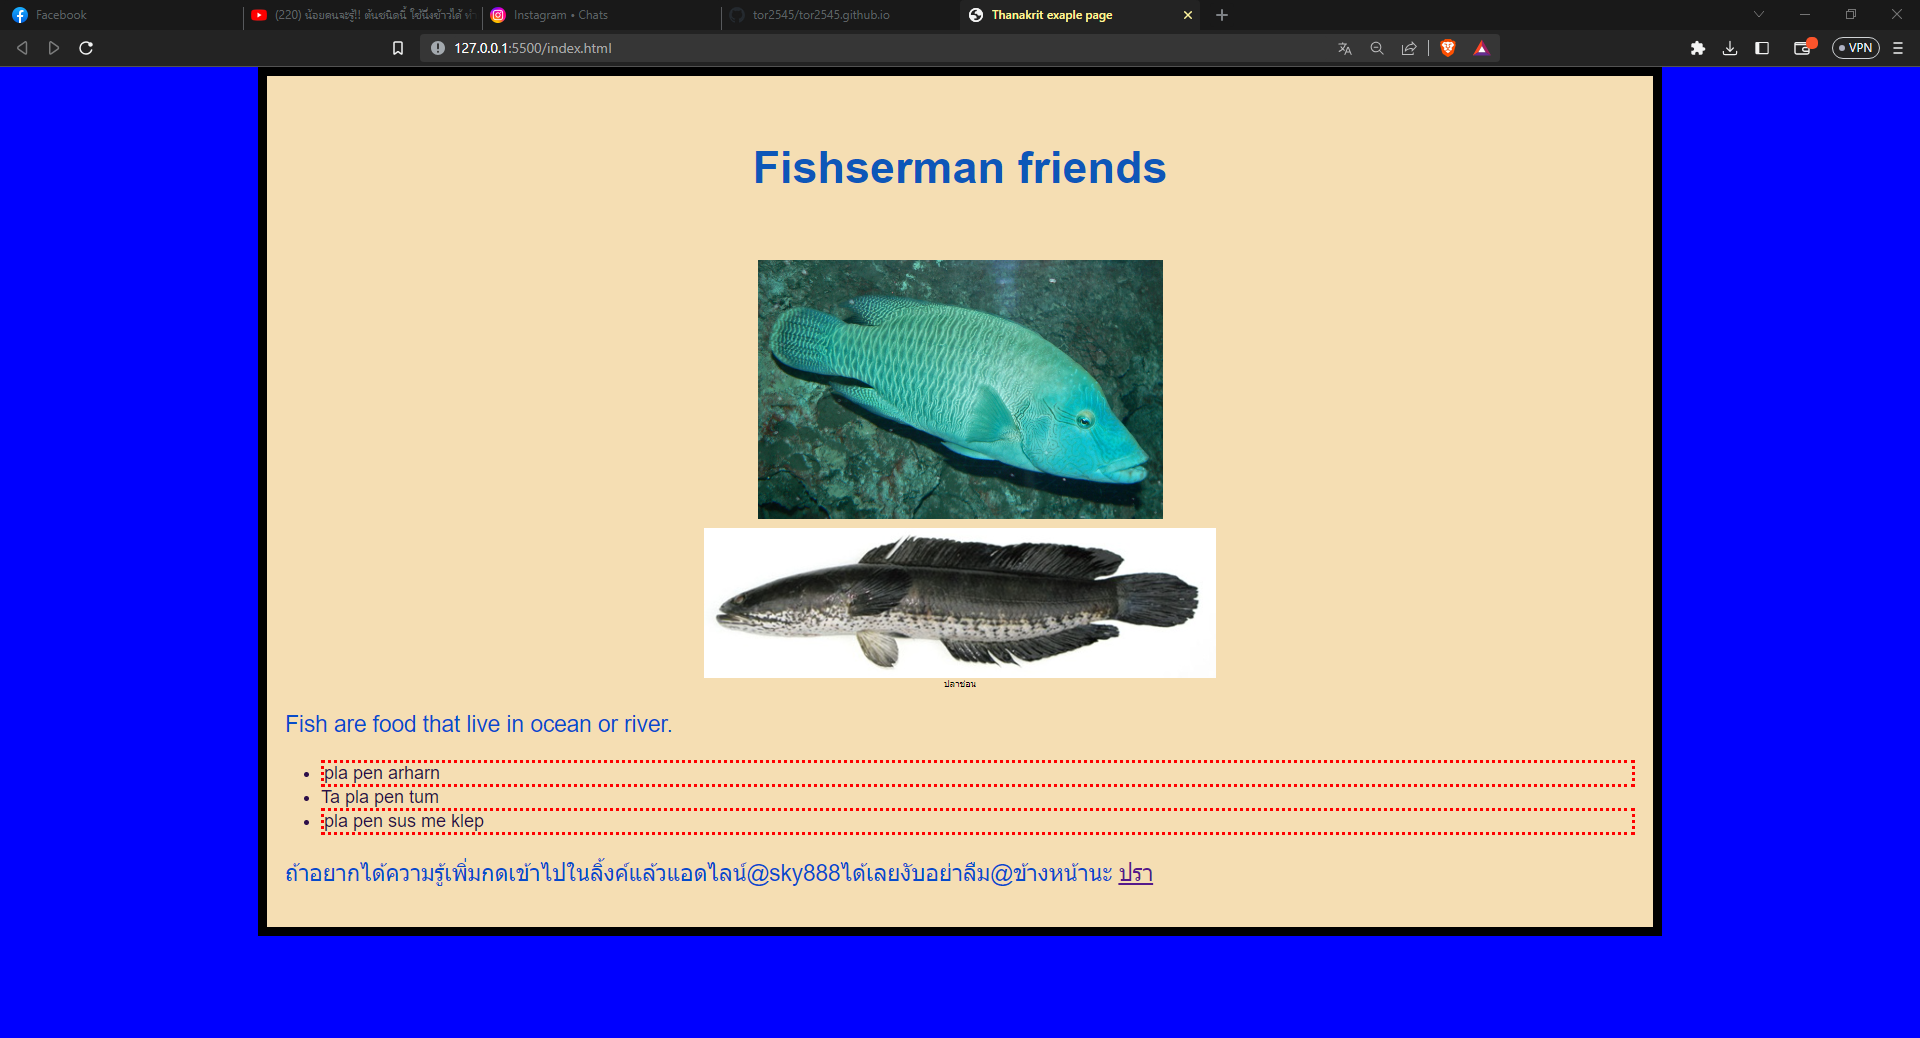 Facebook
(220) น้อยคนจะรู้!! ต้นชนิดนี้ ใช้นึ่งข้าวได้
Instagram • Chats
tor2545/tor2545.github.io
Thanakrit exaple page
127.0.0.1:5500/index.html
VPN
Fishserman friends
ปลาช่อน
Fish are food that live in ocean or river.
• pla pen arharn
• Ta pla pen tum
• pla pen sus me klep
ถ้าอยากได้ความรู้เพิ่มกดเข้าไปในลิ้งค์แล้วแอดไลน์@sky888ได้เลยงับอย่าลืม@ข้างหน้านะ ปรา